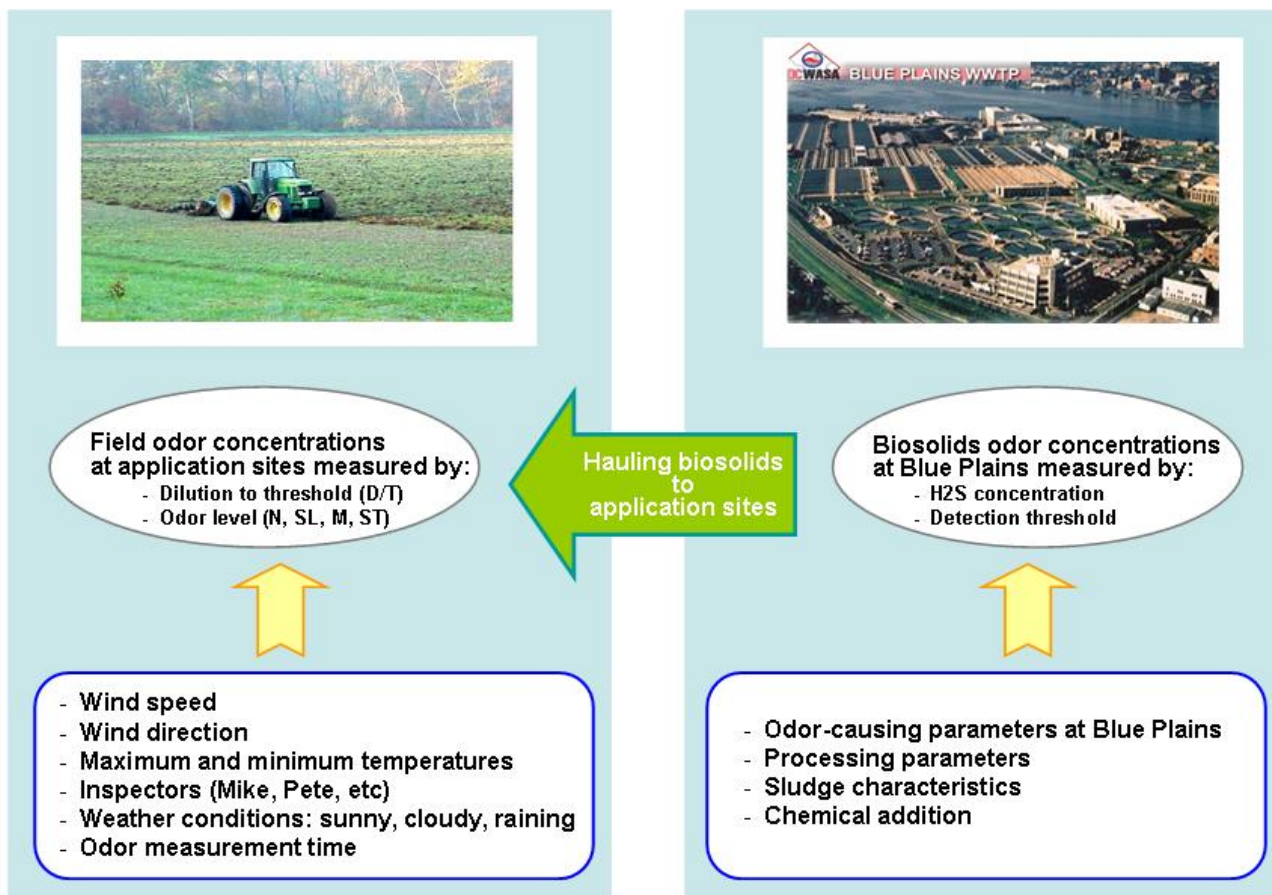 DCWASA
BLUE PLAINS WWTP
Field odor concentrations
at application sites measured by:
- Dilution to threshold (D/T)
- Odor level (N, SL, M, ST)
Hauling biosolids
to
application sites
Biosolids odor concentrations
at Blue Plains measured by:
- H2S concentration
- Detection threshold
- Wind speed
- Wind direction
- Maximum and minimum temperatures
- Inspectors (Mike, Pete, etc)
- Weather conditions: sunny, cloudy, raining
- Odor measurement time
- Odor-causing parameters at Blue Plains
- Processing parameters
- Sludge characteristics
- Chemical addition